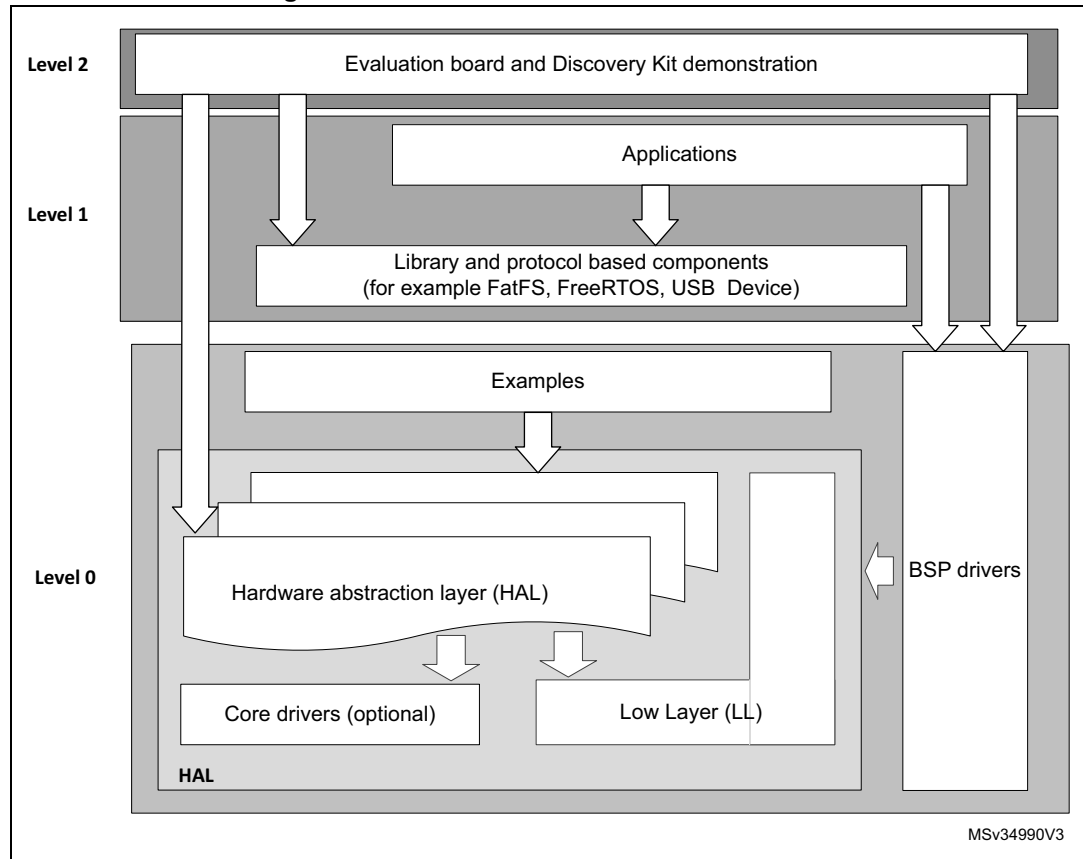 Level 2
Evaluation board and Discovery Kit demonstration
Applications
Level 1
Library and protocol based components
(for example FatFS, FreeRTOS, USB Device)
Examples
Level 0
Hardware abstraction layer (HAL)
BSP drivers
Core drivers (optional)
Low Layer (LL)
HAL
MSv34990V3